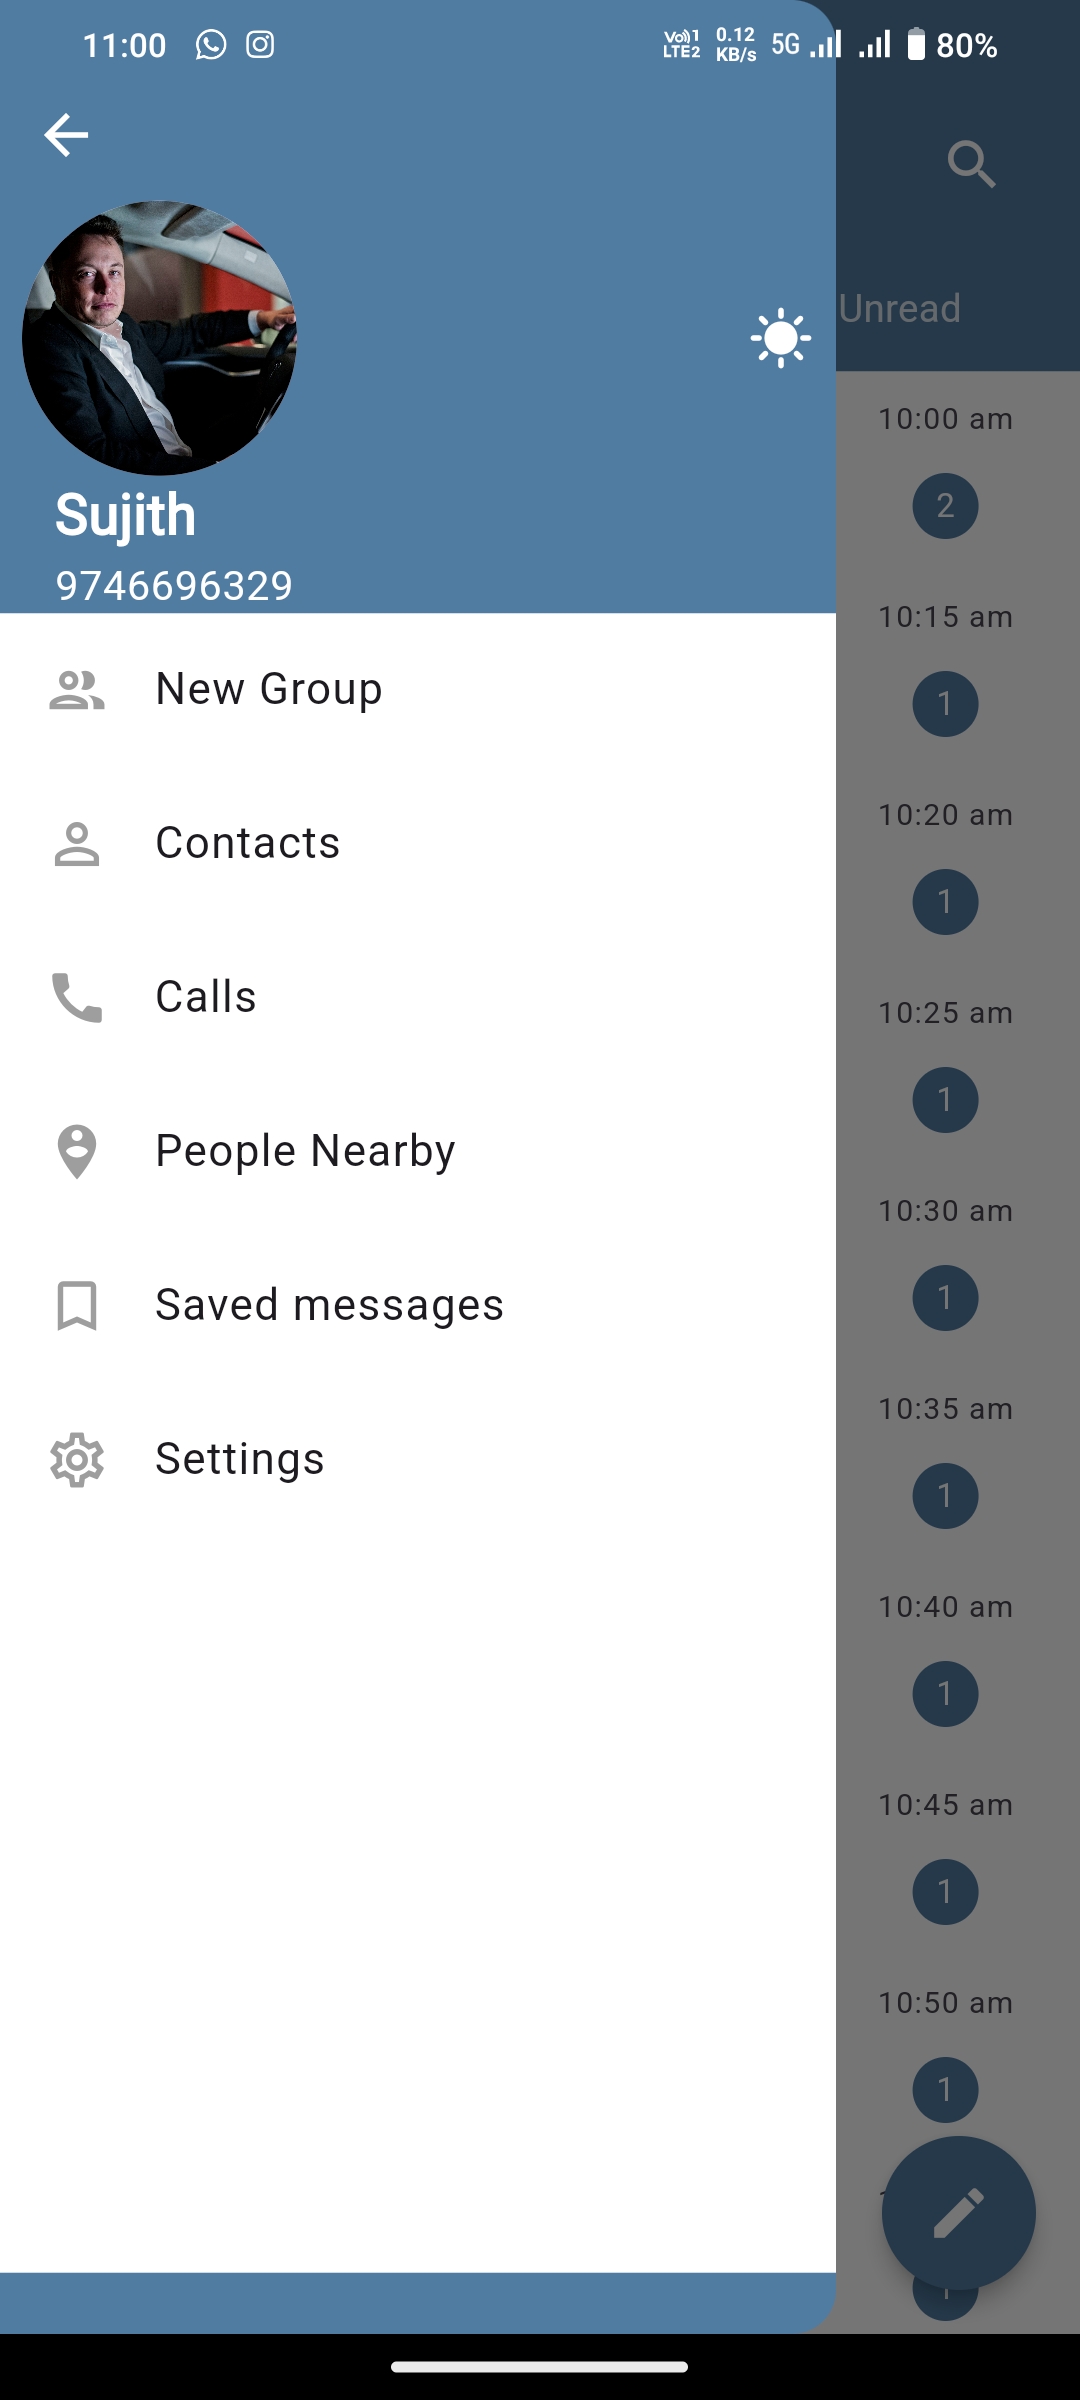 11:00 Vo))1 LTE2 0.12 KB/s 5G 80%
Unread
Sujith
9746696329
New Group
Contacts
Calls
People Nearby
Saved messages
Settings
10:00 am
2
10:15 am
1
10:20 am
1
10:25 am
1
10:30 am
1
10:35 am
1
10:40 am
1
10:45 am
1
10:50 am
1
1